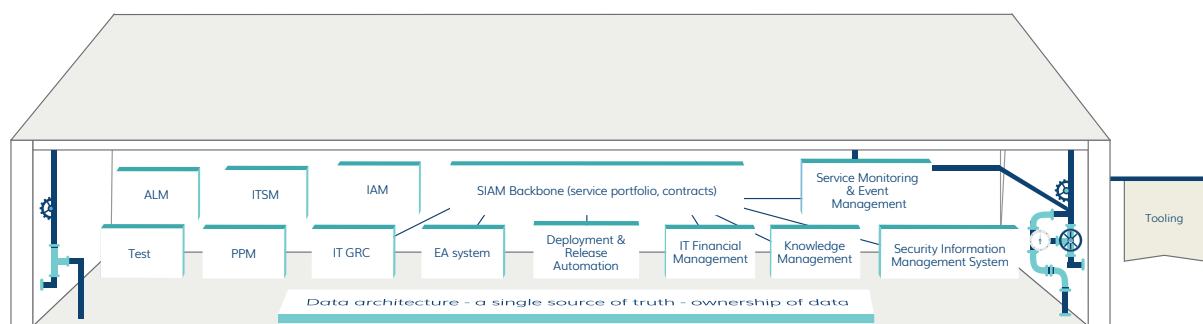 ALM
ITSM
IAM
SIAM Backbone (service portfolio, contracts)
Service Monitoring
& Event
Management
Tooling
Test
PPM
IT GRC
EA system
Deployment &
Release
Automation
IT Financial
Management
Knowledge
Management
Security Information
Management System
Data architecture - a single source of truth - ownership of data